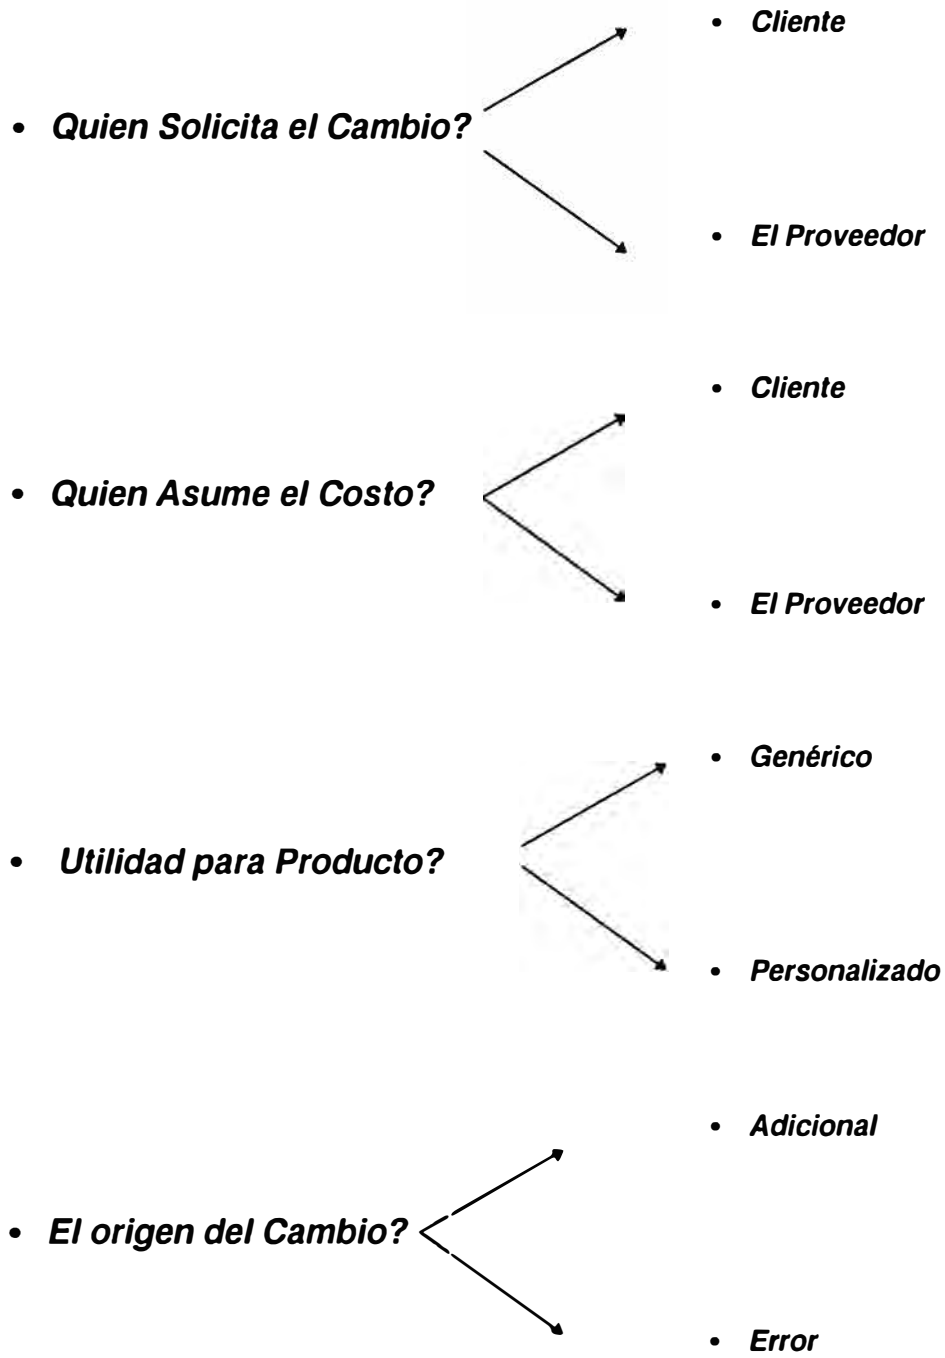 • Cliente
• Quien Solicita el Cambio?
• El Proveedor
• Cliente
• Quien Asume el Costo?
• El Proveedor
• Genérico
• Utilidad para Producto?
• Personalizado
• Adicional
• El origen del Cambio?
• Error